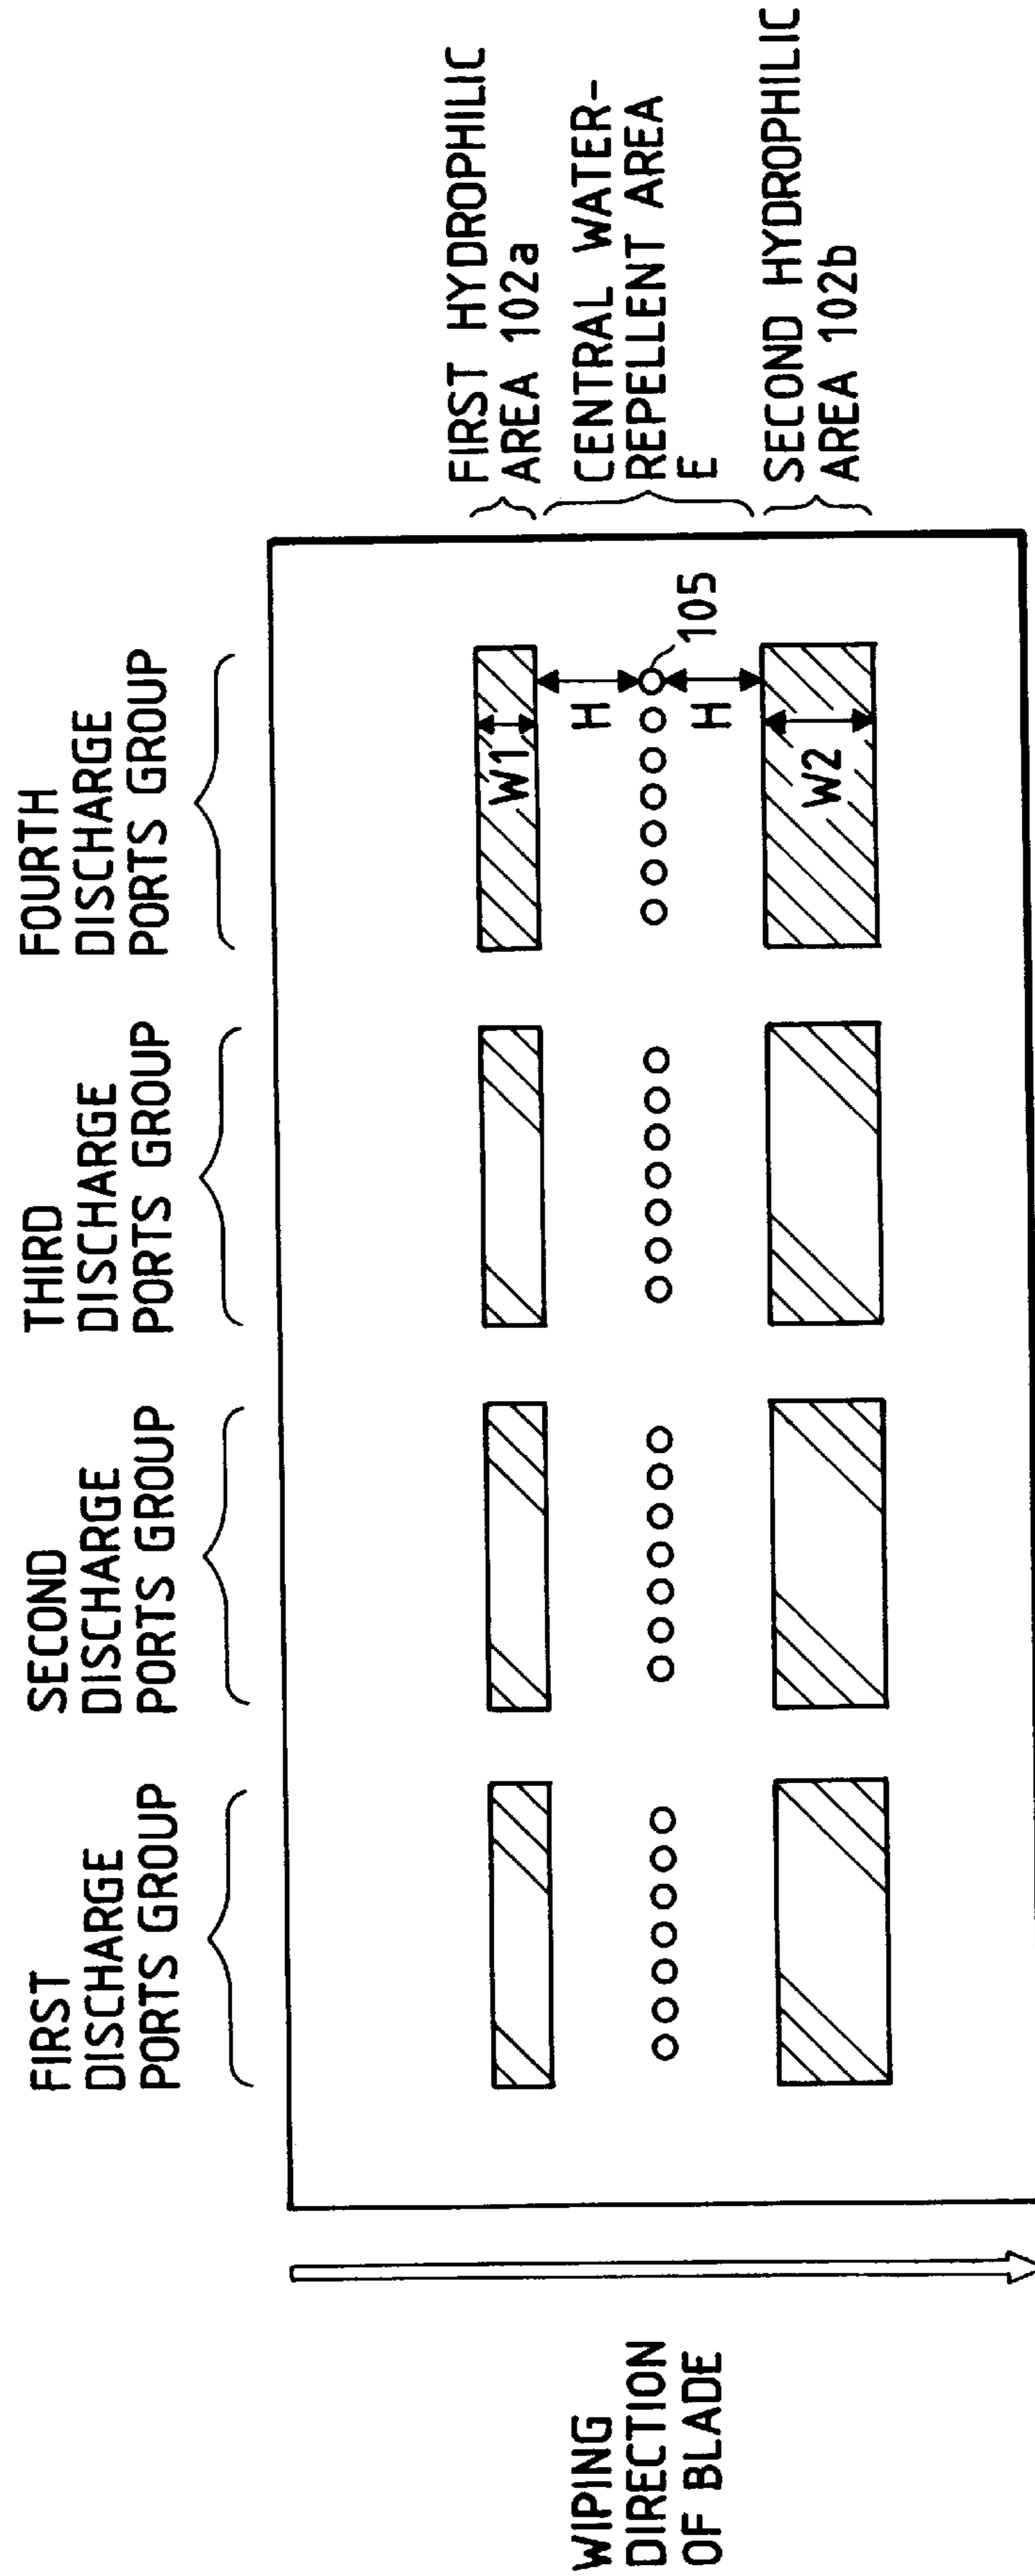 FIRST
DISCHARGE
PORTS GROUP
SECOND
DISCHARGE
PORTS GROUP
THIRD
DISCHARGE
PORTS GROUP
FOURTH
DISCHARGE
PORTS GROUP
WIPING
DIRECTION
OF BLADE
W1
H
105
H
W2
FIRST HYDROPHILIC
AREA 102a
CENTRAL WATER-
REPELLENT AREA
E
SECOND HYDROPHILIC
AREA 102b